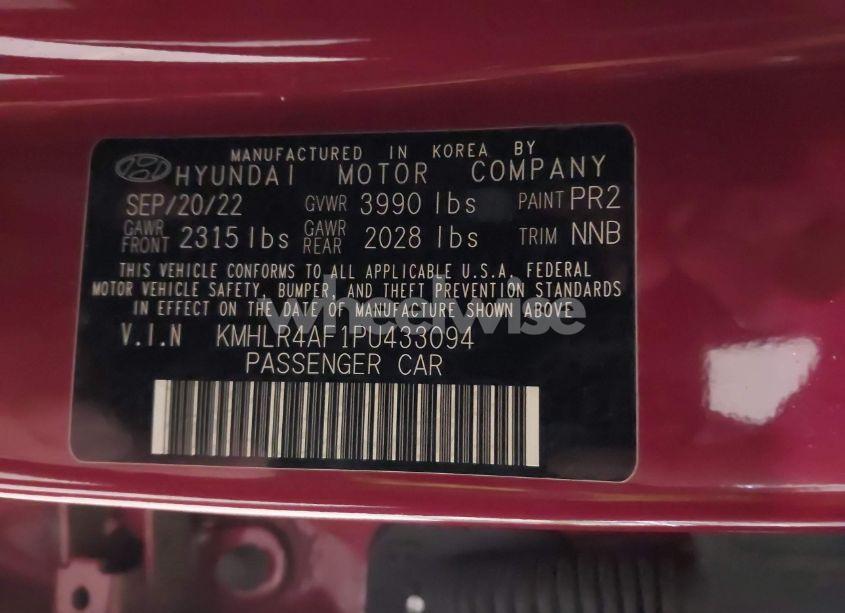 MANUFACTURED IN KOREA BY
HYUNDAI MOTOR COMPANY
SEP/20/22 GVWR 3990 lbs PAINT PR2
GAWR FRONT 2315 lbs GAWR REAR 2028 lbs TRIM NNB
THIS VEHICLE CONFORMS TO ALL APPLICABLE U.S.A. FEDERAL
MOTOR VEHICLE SAFETY, BUMPER, AND THEFT PREVENTION STANDARDS
IN EFFECT ON THE DATE OF MANUFACTURE SHOWN ABOVE
wheelwise
V.I.N KMHLR4AF1PU433094
PASSENGER CAR